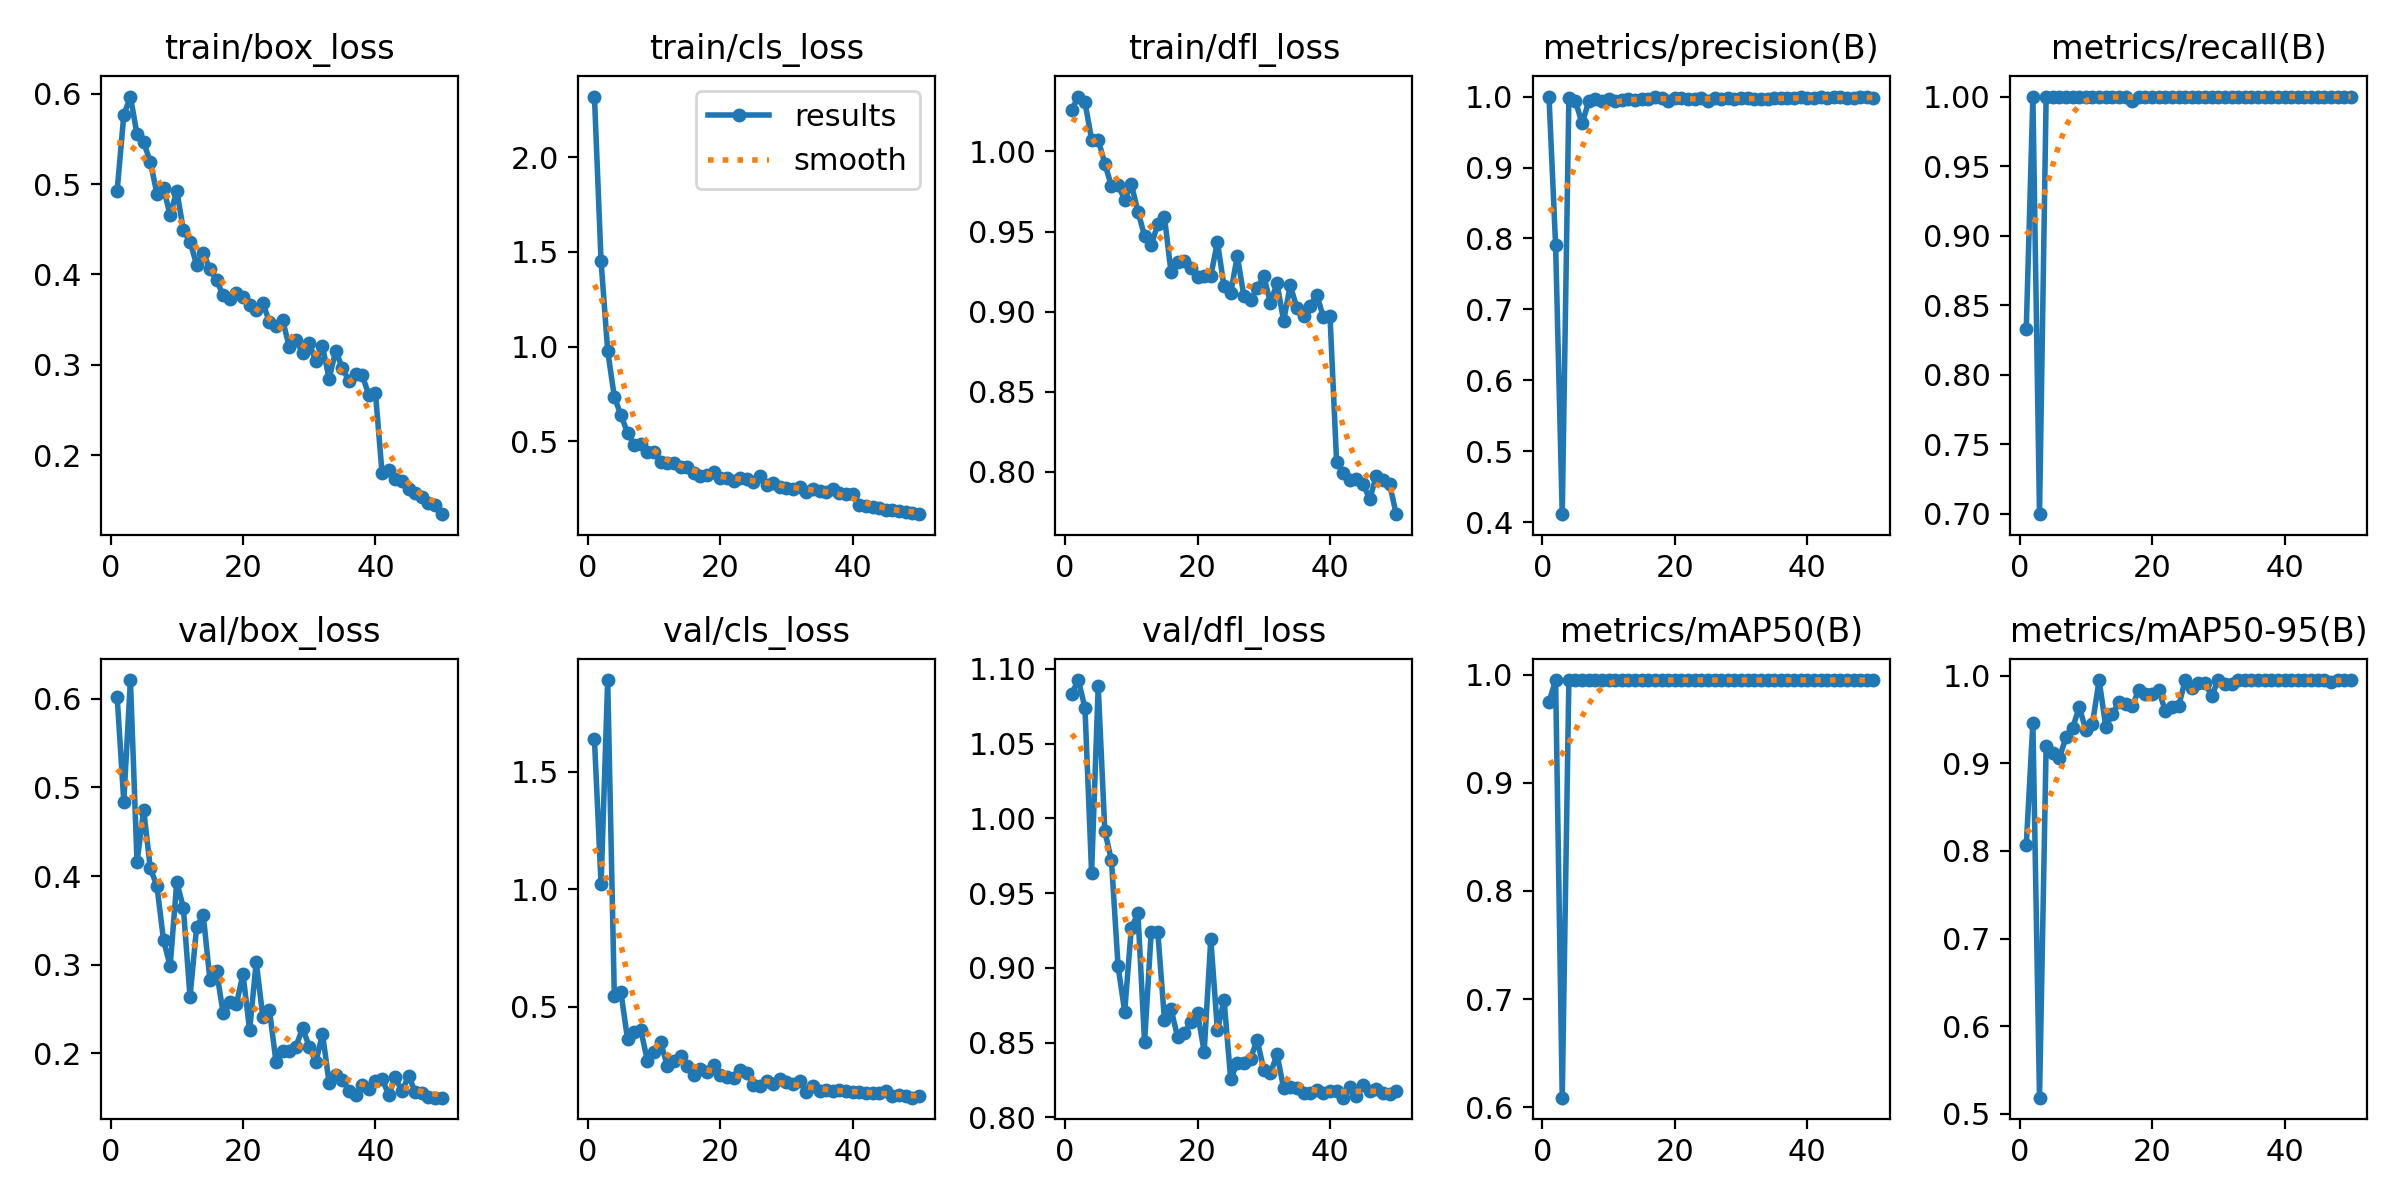 train/box_loss
0.6
0.5
0.4
0.3
0.2
0 20 40
train/cls_loss
results
smooth
2.0
1.5
1.0
0.5
0 20 40
train/dfl_loss
1.00
0.95
0.90
0.85
0.80
0 20 40
metrics/precision(B)
1.0
0.9
0.8
0.7
0.6
0.5
0.4
0 20 40
metrics/recall(B)
1.00
0.95
0.90
0.85
0.80
0.75
0.70
0 20 40
val/box_loss
0.6
0.5
0.4
0.3
0.2
0 20 40
val/cls_loss
1.5
1.0
0.5
0 20 40
val/dfl_loss
1.10
1.05
1.00
0.95
0.90
0.85
0.80
0 20 40
metrics/mAP50(B)
1.0
0.9
0.8
0.7
0.6
0 20 40
metrics/mAP50-95(B)
1.0
0.9
0.8
0.7
0.6
0.5
0 20 40